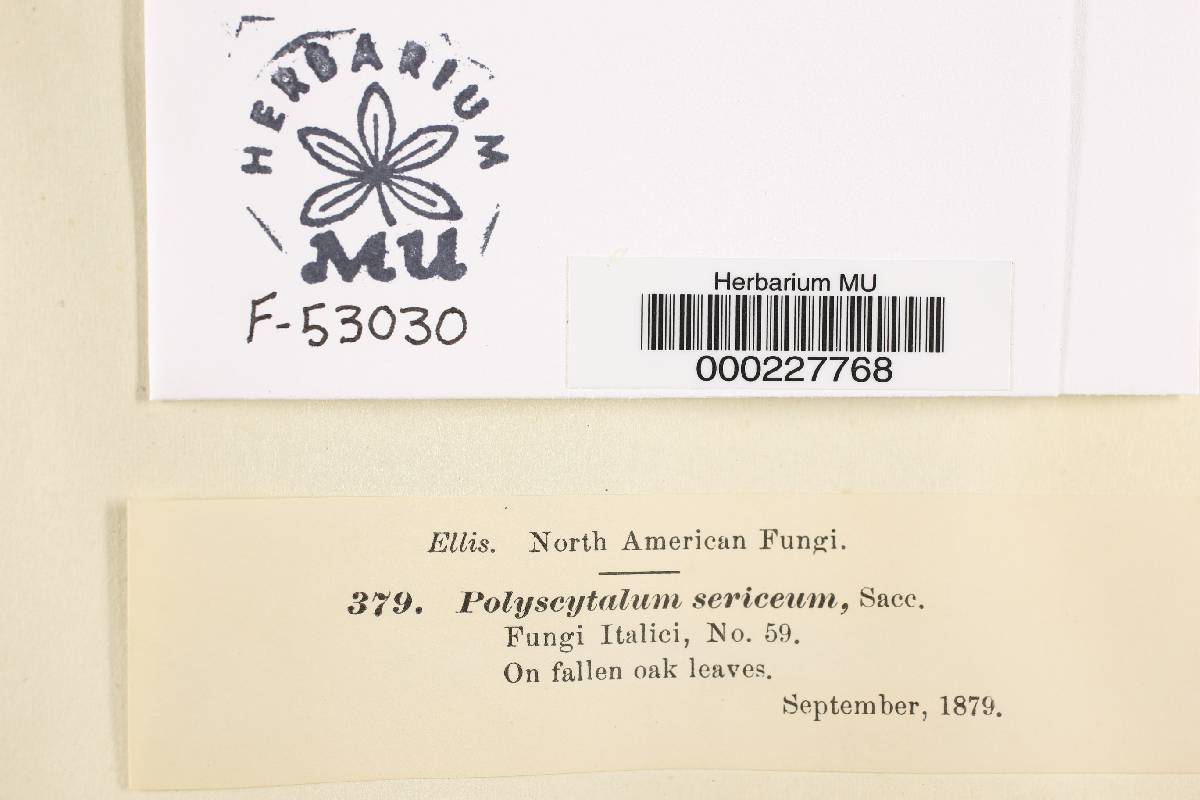 HERBARIUM
MU
F-53030
Herbarium MU
000227768
Ellis. North American Fungi.
379. Polyscytalum sericeum, Sacc.
Fungi Italici, No. 59.
On fallen oak leaves.
September, 1879.